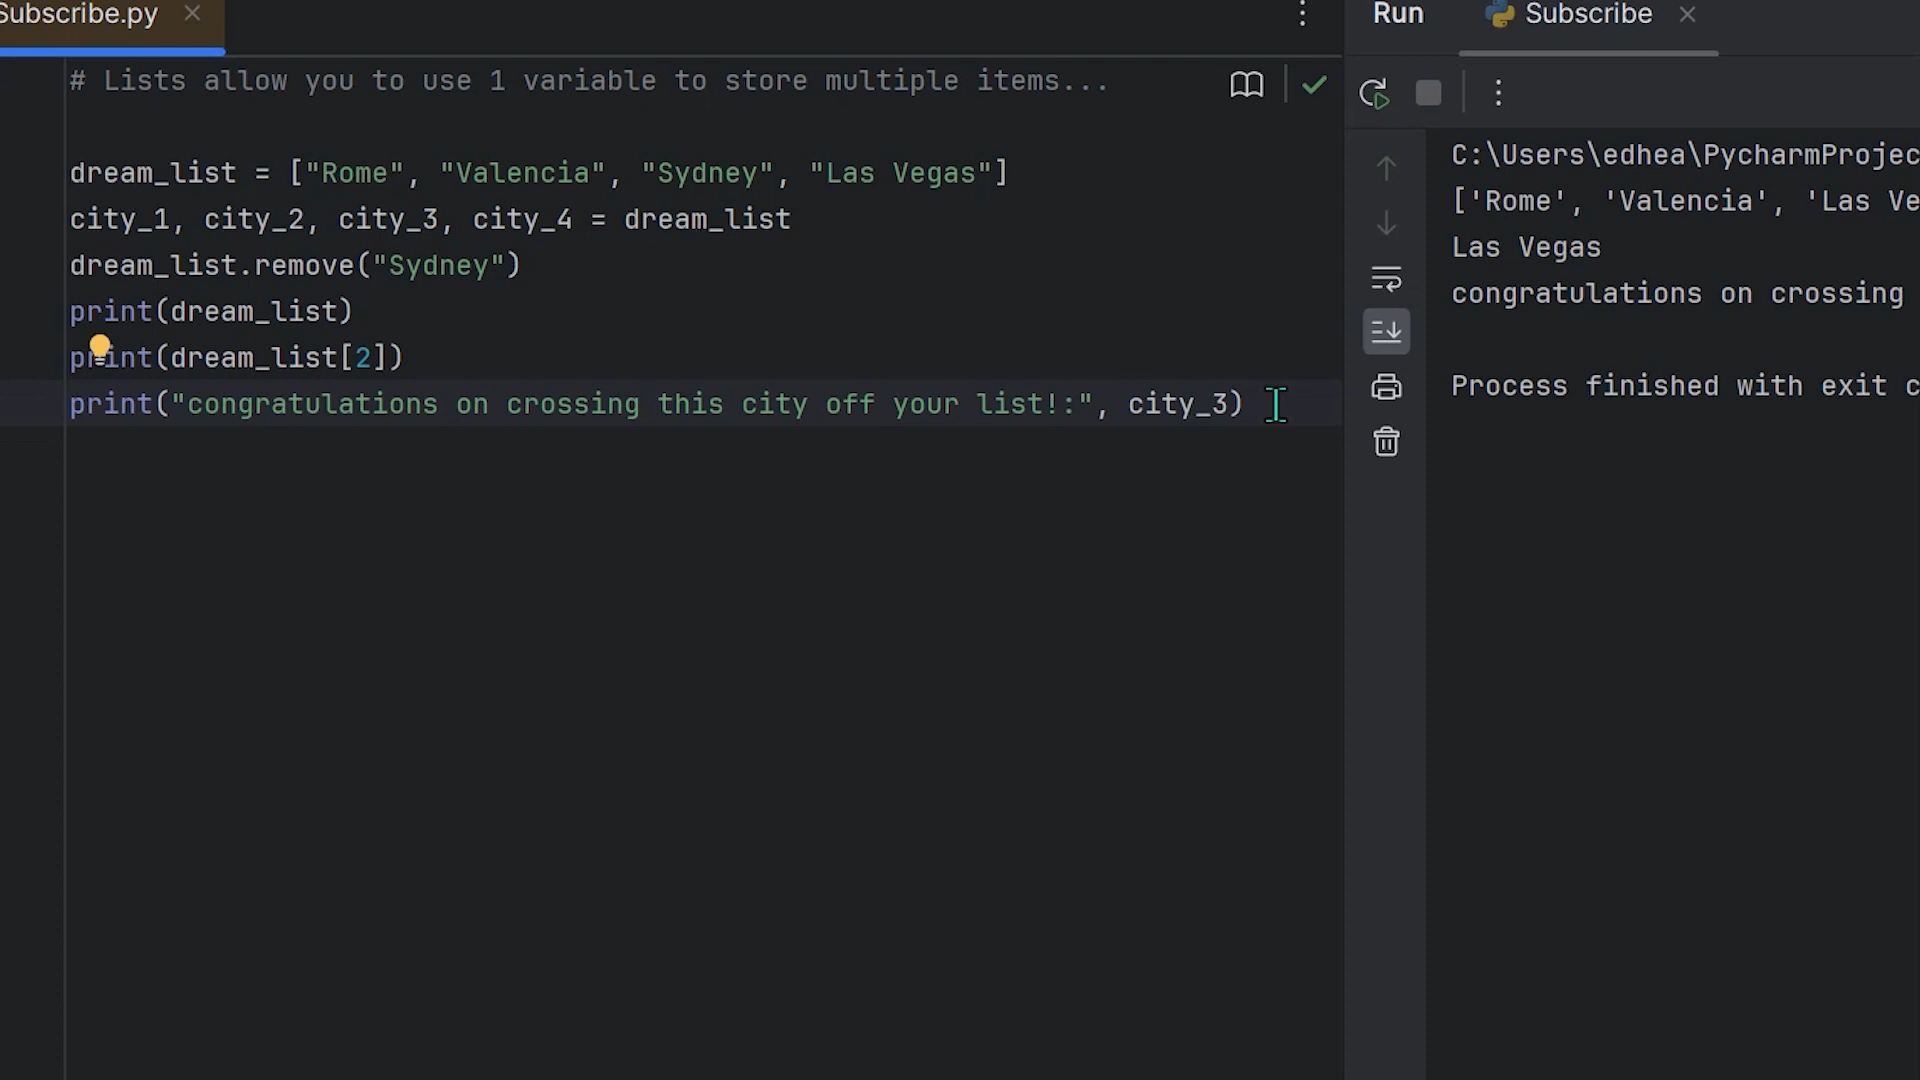 Subscribe.py
# Lists allow you to use 1 variable to store multiple items...
dream_list = ["Rome", "Valencia", "Sydney", "Las Vegas"]
city_1, city_2, city_3, city_4 = dream_list
dream_list.remove("Sydney")
print(dream_list)
print(dream_list[2])
print("congratulations on crossing this city off your list!:", city_3)
Run Subscribe
C:\Users\edhea\PycharmProjec
['Rome', 'Valencia', 'Las Ve
Las Vegas
congratulations on crossing
Process finished with exit c